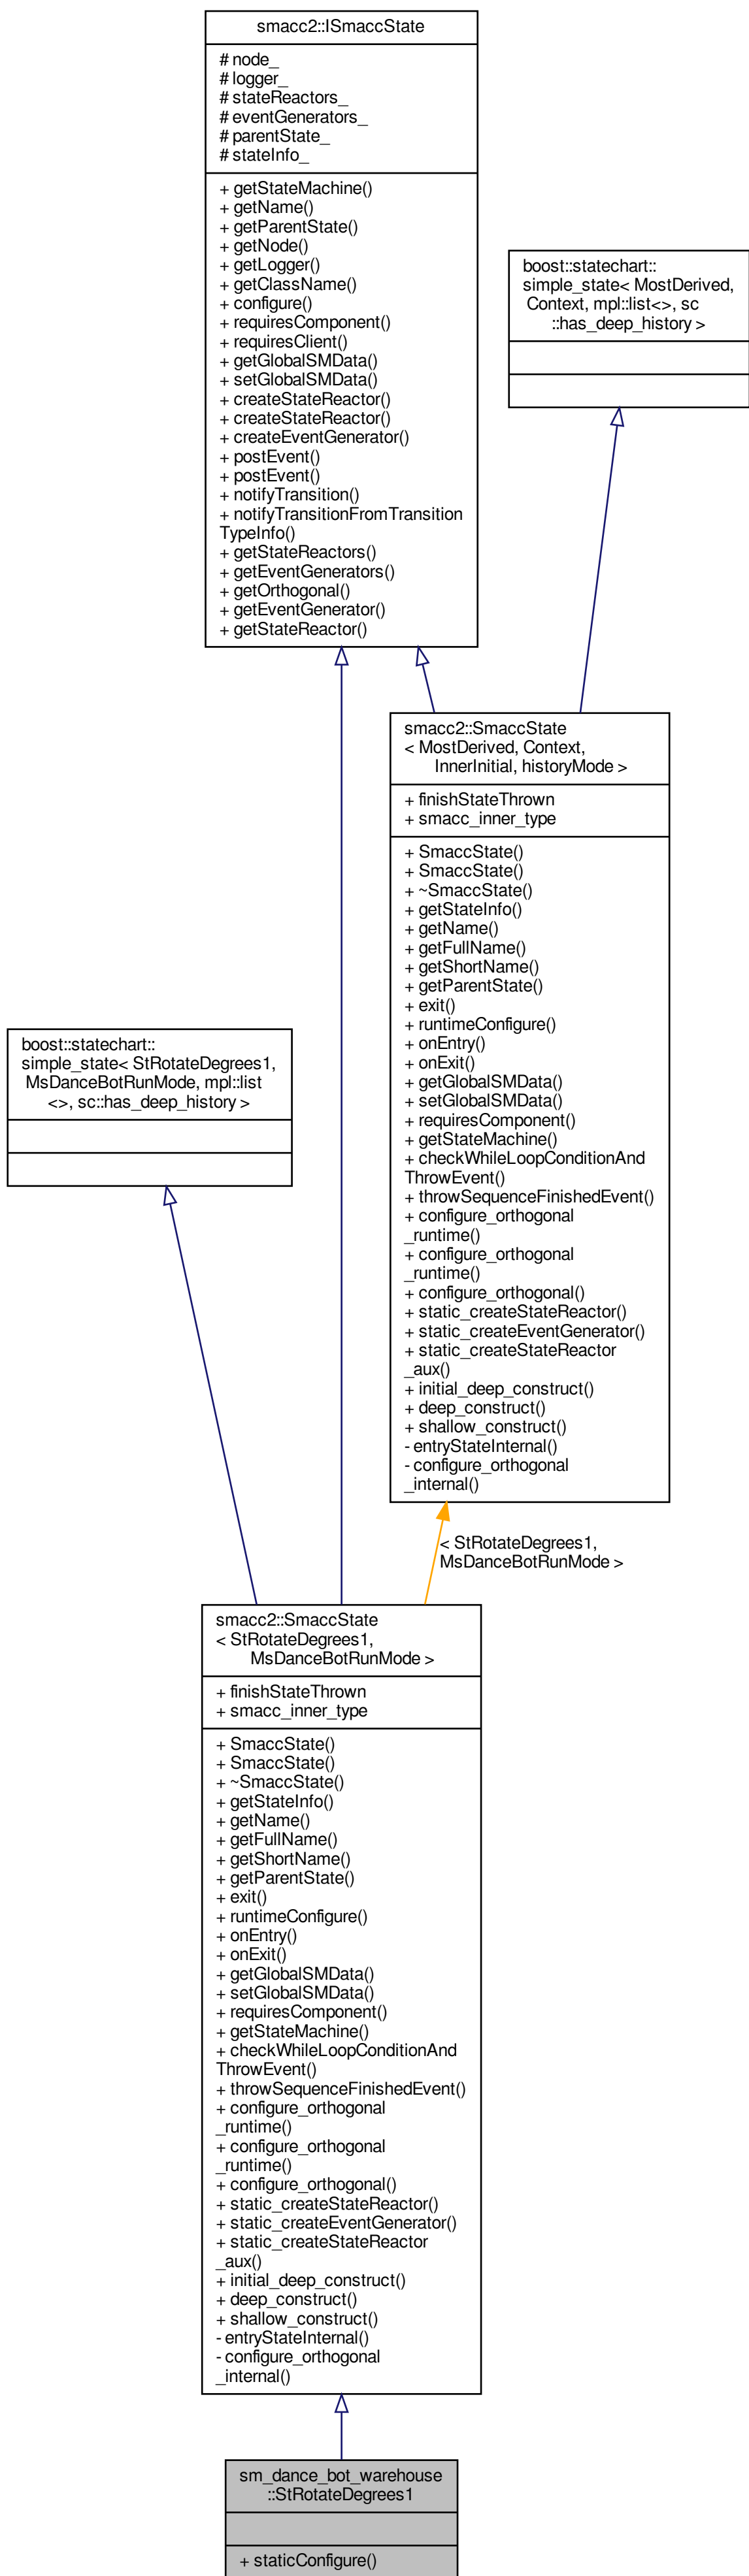 smacc2::ISmaccState
# node_
# logger_
# stateReactors_
# eventGenerators_
# parentState_
# stateInfo_
+ getStateMachine()
+ getName()
+ getParentState()
+ getNode()
+ getLogger()
+ getClassName()
+ configure()
+ requiresComponent()
+ requiresClient()
+ getGlobalSMData()
+ setGlobalSMData()
+ createStateReactor()
+ createStateReactor()
+ createEventGenerator()
+ postEvent()
+ postEvent()
+ notifyTransition()
+ notifyTransitionFromTransition
TypeInfo()
+ getStateReactors()
+ getEventGenerators()
+ getOrthogonal()
+ getEventGenerator()
+ getStateReactor()
boost::statechart::
simple_state< MostDerived,
Context, mpl::list<>, sc
::has_deep_history >
smacc2::SmaccState
< MostDerived, Context,
InnerInitial, historyMode >
+ finishStateThrown
+ smacc_inner_type
+ SmaccState()
+ SmaccState()
+ ~SmaccState()
+ getStateInfo()
+ getName()
+ getFullName()
+ getShortName()
+ getParentState()
+ exit()
+ runtimeConfigure()
+ onEntry()
+ onExit()
+ getGlobalSMData()
+ setGlobalSMData()
+ requiresComponent()
+ getStateMachine()
+ checkWhileLoopConditionAnd
ThrowEvent()
+ throwSequenceFinishedEvent()
+ configure_orthogonal
_runtime()
+ configure_orthogonal
_runtime()
+ configure_orthogonal()
+ static_createStateReactor()
+ static_createEventGenerator()
+ static_createStateReactor
_aux()
+ initial_deep_construct()
+ deep_construct()
+ shallow_construct()
- entryStateInternal()
- configure_orthogonal
_internal()
boost::statechart::
simple_state< StRotateDegrees1,
MsDanceBotRunMode, mpl::list
<>, sc::has_deep_history >
< StRotateDegrees1,
MsDanceBotRunMode >
smacc2::SmaccState
< StRotateDegrees1,
MsDanceBotRunMode >
+ finishStateThrown
+ smacc_inner_type
+ SmaccState()
+ SmaccState()
+ ~SmaccState()
+ getStateInfo()
+ getName()
+ getFullName()
+ getShortName()
+ getParentState()
+ exit()
+ runtimeConfigure()
+ onEntry()
+ onExit()
+ getGlobalSMData()
+ setGlobalSMData()
+ requiresComponent()
+ getStateMachine()
+ checkWhileLoopConditionAnd
ThrowEvent()
+ throwSequenceFinishedEvent()
+ configure_orthogonal
_runtime()
+ configure_orthogonal
_runtime()
+ configure_orthogonal()
+ static_createStateReactor()
+ static_createEventGenerator()
+ static_createStateReactor
_aux()
+ initial_deep_construct()
+ deep_construct()
+ shallow_construct()
- entryStateInternal()
- configure_orthogonal
_internal()
sm_dance_bot_warehouse
::StRotateDegrees1
+ staticConfigure()